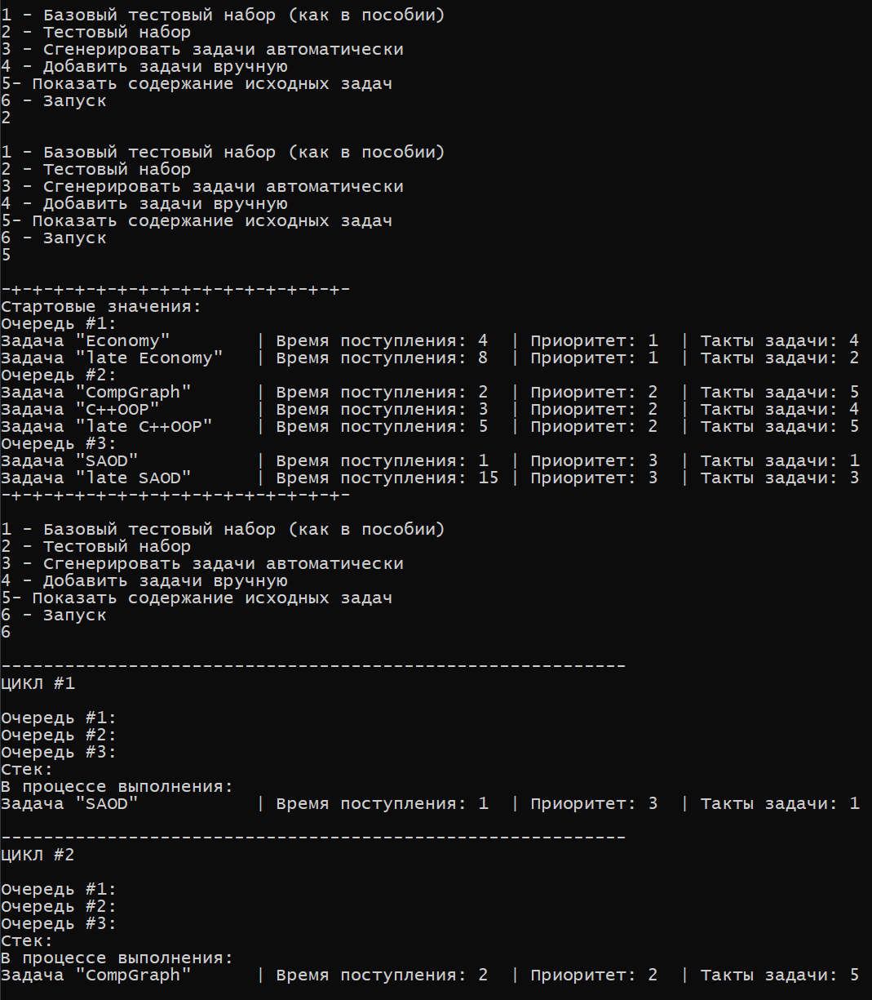 1 - Базовый тестовый набор (как в пособии)
2 - Тестовый набор
3 - Сгенерировать задачи автоматически
4 - Добавить задачи вручную
5- Показать содержание исходных задач
6 - Запуск
2
1 - Базовый тестовый набор (как в пособии)
2 - Тестовый набор
3 - Сгенерировать задачи автоматически
4 - Добавить задачи вручную
5- Показать содержание исходных задач
6 - Запуск
5
-+-+-+-+-+-+-+-+-+-+-+-+-+-+-+-+-
Стартовые значения:
Очередь #1:
Задача "Economy" | Время поступления: 4 | Приоритет: 1 | Такты задачи: 4
Задача "late Economy" | Время поступления: 8 | Приоритет: 1 | Такты задачи: 2
Очередь #2:
Задача "CompGraph" | Время поступления: 2 | Приоритет: 2 | Такты задачи: 5
Задача "C++OOP" | Время поступления: 3 | Приоритет: 2 | Такты задачи: 4
Задача "late C++OOP" | Время поступления: 5 | Приоритет: 2 | Такты задачи: 5
Очередь #3:
Задача "SAOD" | Время поступления: 1 | Приоритет: 3 | Такты задачи: 1
Задача "late SAOD" | Время поступления: 15 | Приоритет: 3 | Такты задачи: 3
-+-+-+-+-+-+-+-+-+-+-+-+-+-+-+-+-
1 - Базовый тестовый набор (как в пособии)
2 - Тестовый набор
3 - Сгенерировать задачи автоматически
4 - Добавить задачи вручную
5- Показать содержание исходных задач
6 - Запуск
6
-----------------------------------------------------------
ЦИКЛ #1
Очередь #1:
Очередь #2:
Очередь #3:
Стек:
В процессе выполнения:
Задача "SAOD" | Время поступления: 1 | Приоритет: 3 | Такты задачи: 1
-----------------------------------------------------------
ЦИКЛ #2
Очередь #1:
Очередь #2:
Очередь #3:
Стек:
В процессе выполнения:
Задача "CompGraph" | Время поступления: 2 | Приоритет: 2 | Такты задачи: 5